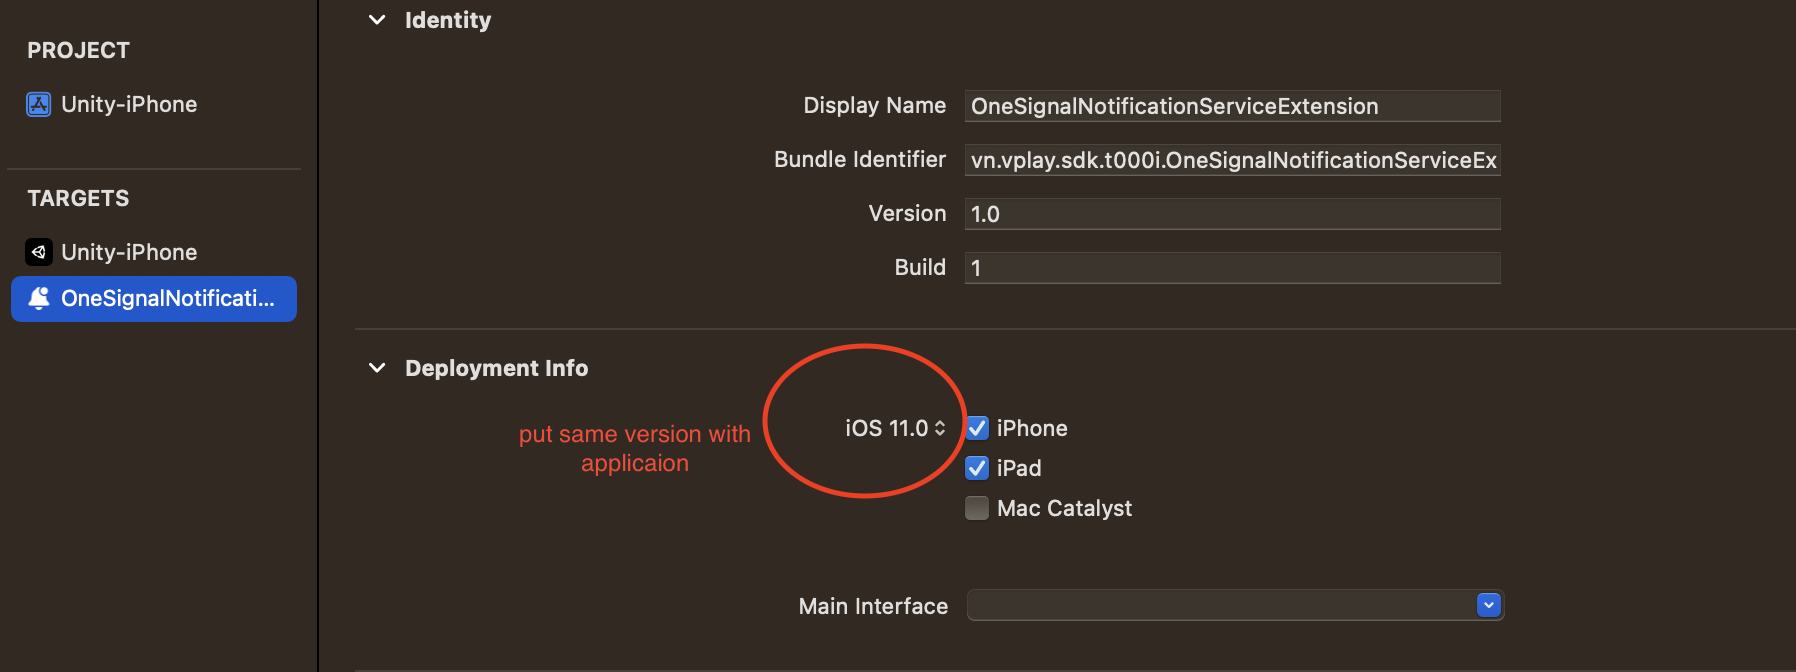 Identity
PROJECT
Unity-iPhone
Display Name OneSignalNotificationServiceExtension
Bundle Identifier vn.vplay.sdk.t000i.OneSignalNotificationServiceEx
TARGETS
Version 1.0
Unity-iPhone
Build 1
OneSignalNotificati...
Deployment Info
put same version with
applicaion
iOS 11.0
iPhone
iPad
Mac Catalyst
Main Interface